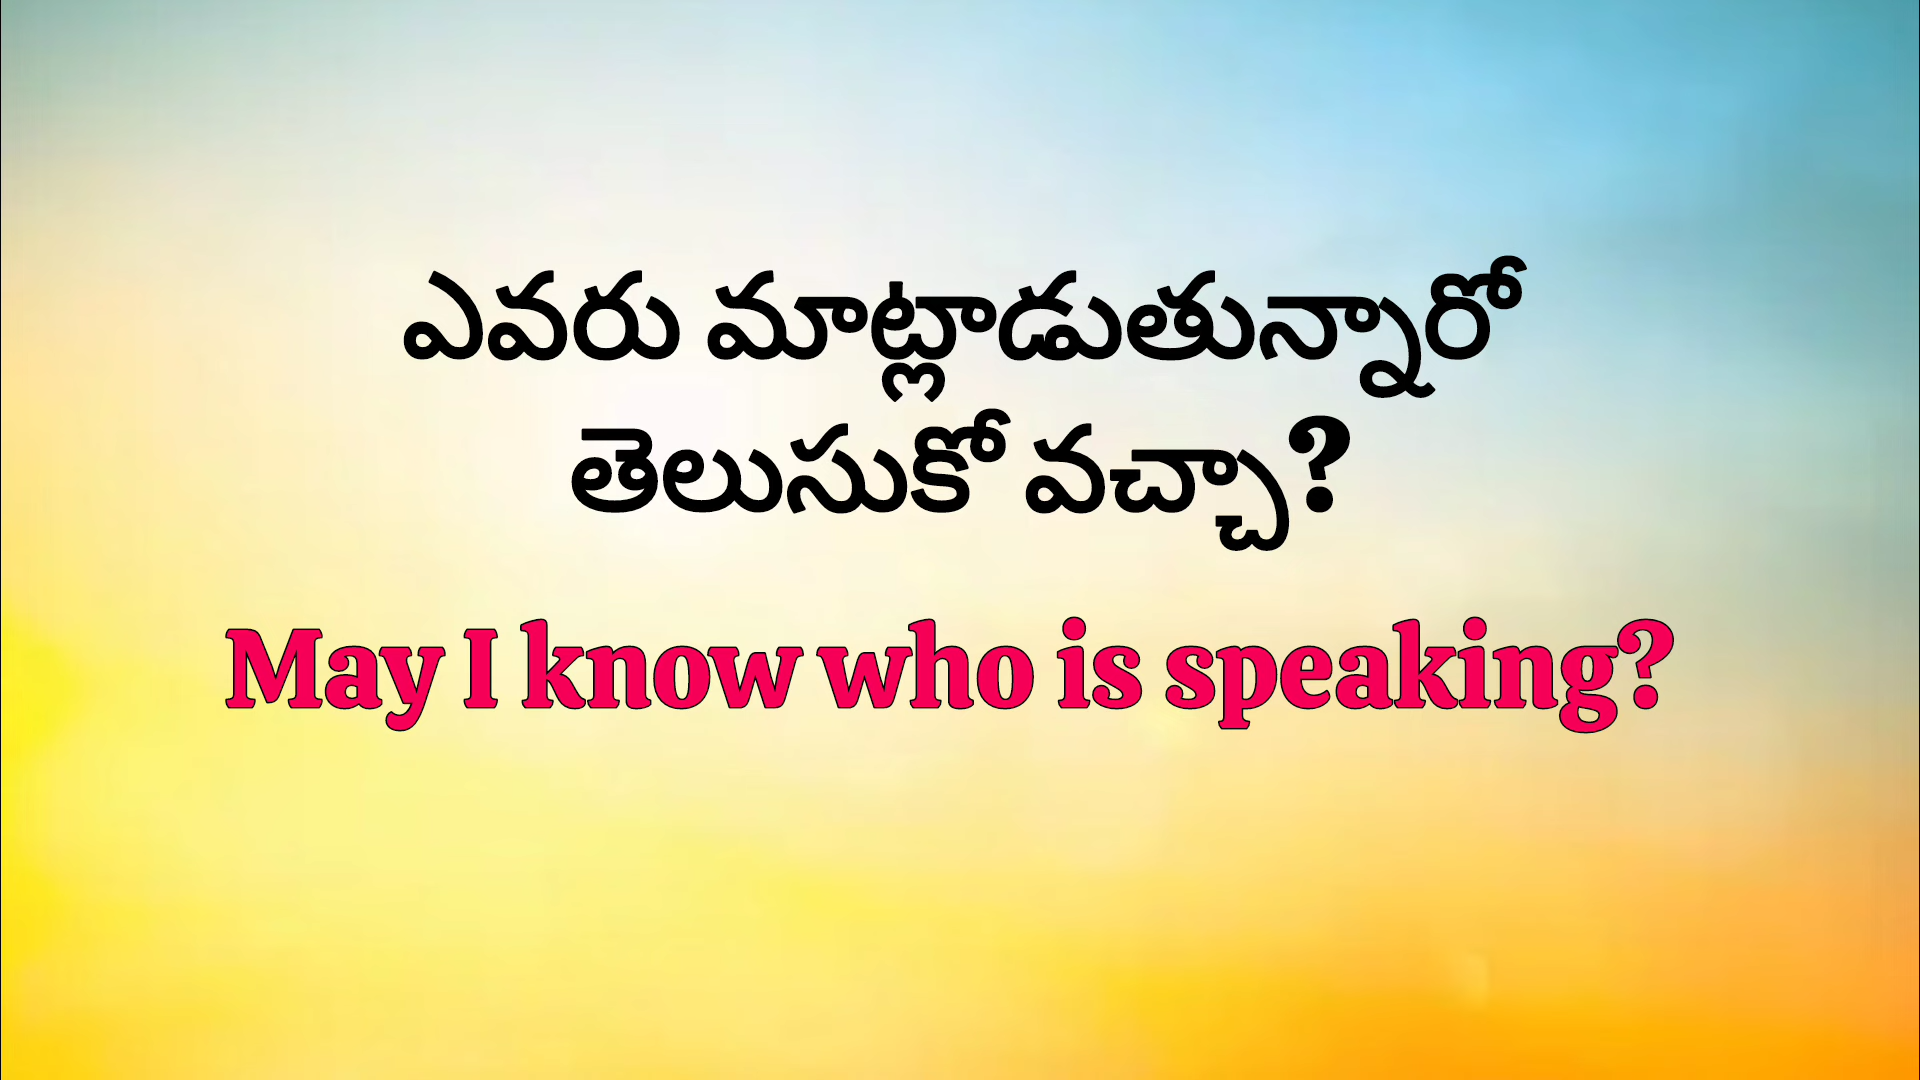 ఎవరు మాట్లాడుతున్నారో
తెలుసుకో వచ్చా?
May I know who is speaking?